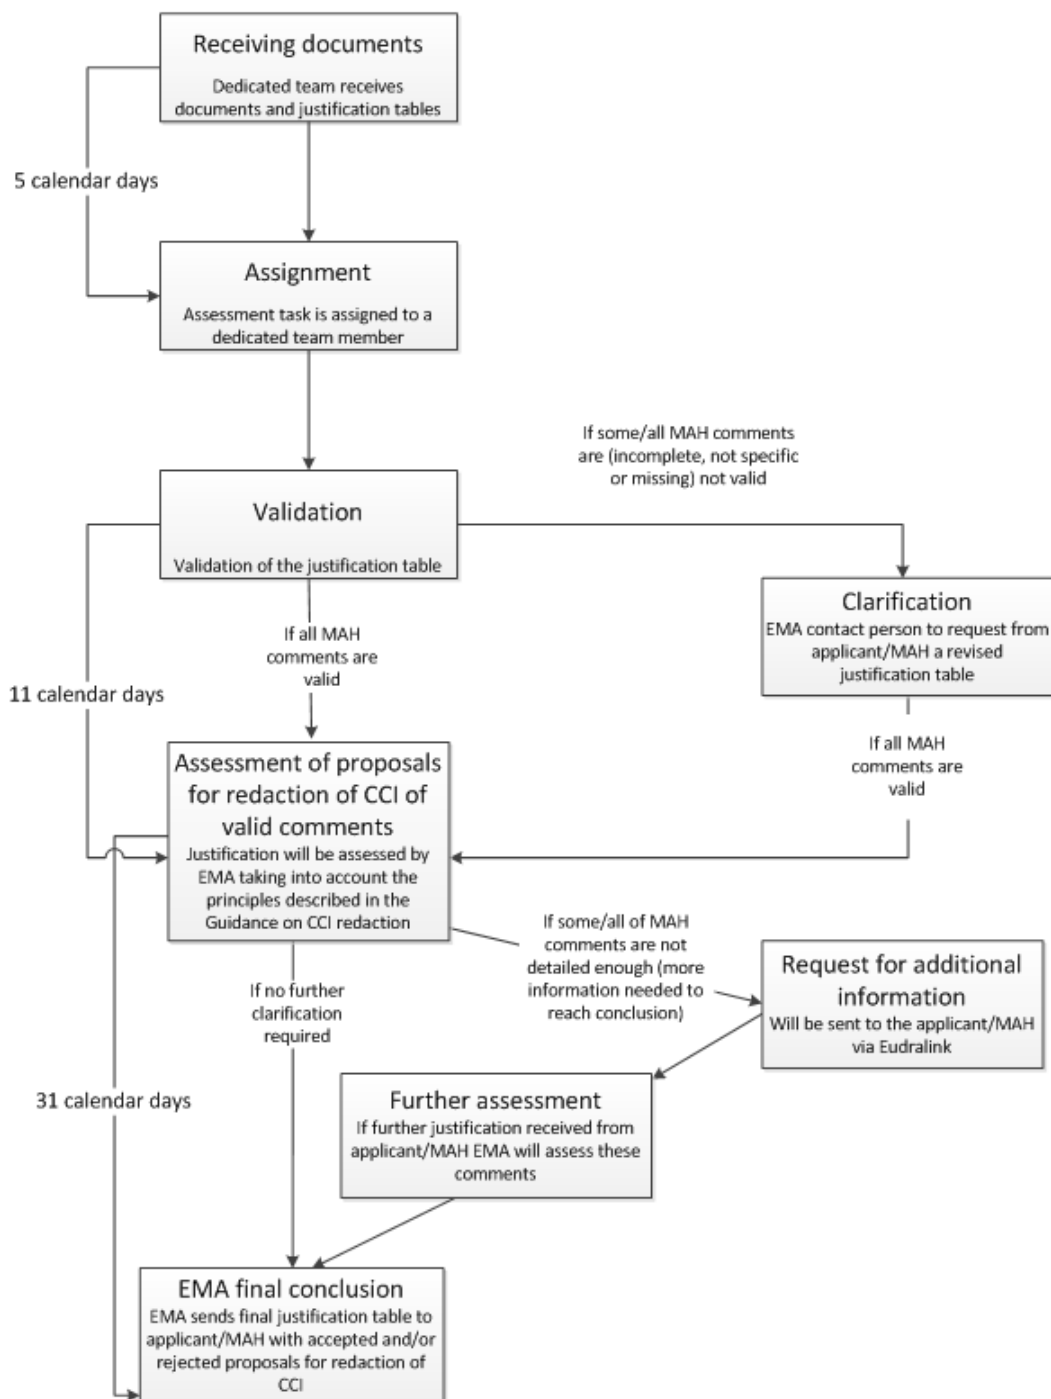 Receiving documents
Dedicated team receives
documents and justification tables
5 calendar days
Assignment
Assessment task is assigned to a
dedicated team member
If some/all MAH comments
are (incomplete, not specific
or missing) not valid
Validation
Validation of the justification table
Clarification
EMA contact person to request from
applicant/MAH a revised
justification table
If all MAH
comments are
valid
11 calendar days
If all MAH
comments are
valid
Assessment of proposals
for redaction of CCI of
valid comments
Justification will be assessed by
EMA taking into account the
principles described in the
Guidance on CCI redaction
If some/all of MAH
comments are not
detailed enough (more
information needed to
reach conclusion)
Request for additional
information
Will be sent to the applicant/MAH
via Eudralink
If no further
clarification
required
31 calendar days
Further assessment
If further justification received from
applicant/MAH EMA will assess these
comments
EMA final conclusion
EMA sends final justification table to
applicant/MAH with accepted and/or
rejected proposals for redaction of
CCI